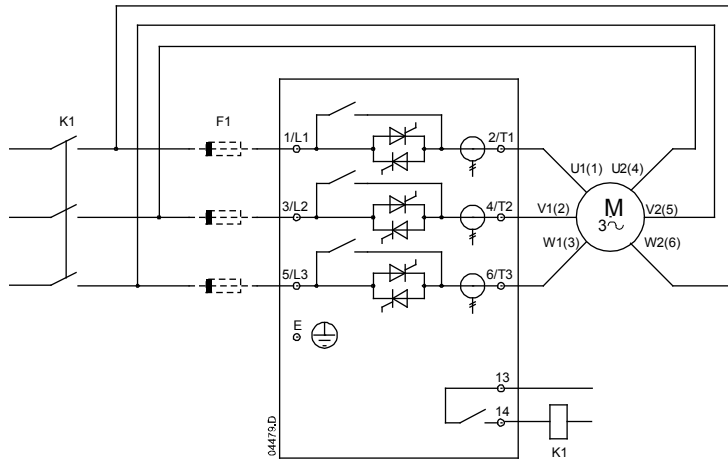 K1
F1
1/L1
2/T1
U1(1)
U2(4)
3/L2
4/T2
V1(2)
M
3~
V2(5)
W1(3)
W2(6)
5/L3
6/T3
E
13
14
K1
04479.D